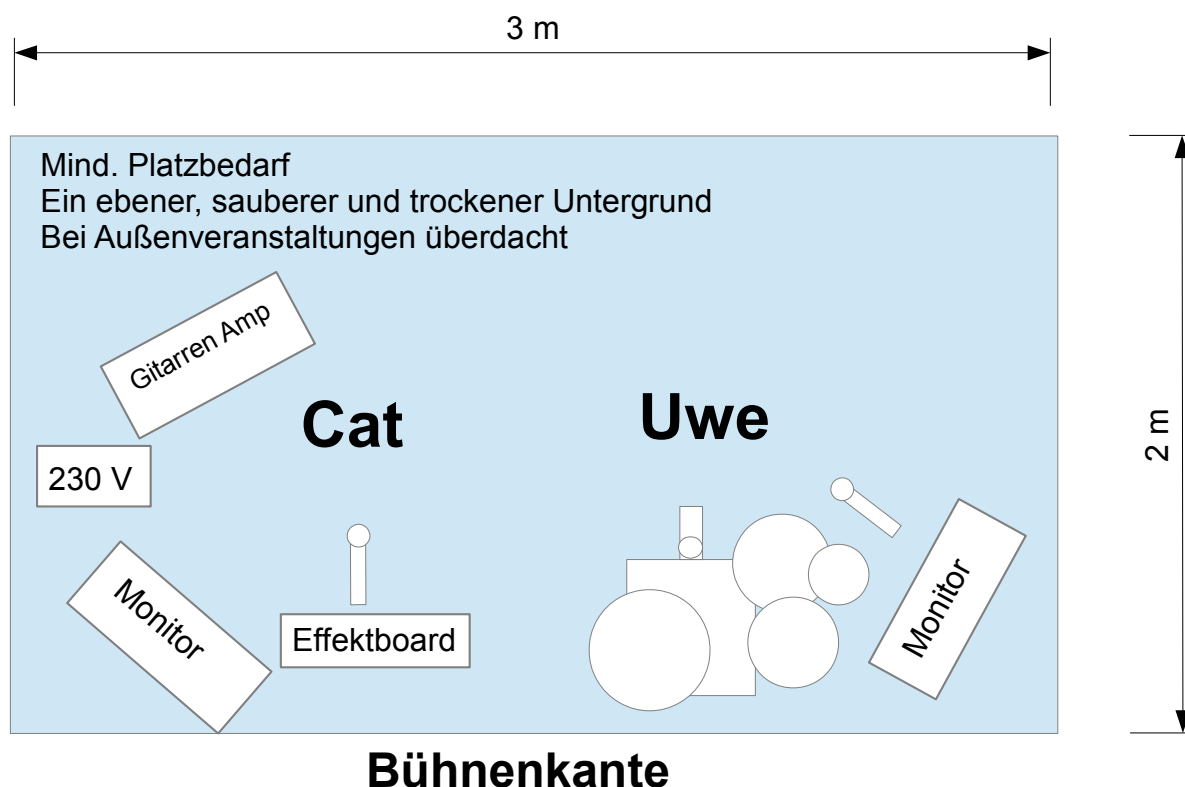 3 m
Mind. Platzbedarf
Ein ebener, sauberer und trockener Untergrund
Bei Außenveranstaltungen überdacht
Gitarren Amp
Cat
Uwe
2 m
230 V
Monitor
Effektboard
Monitor
Bühnenkante